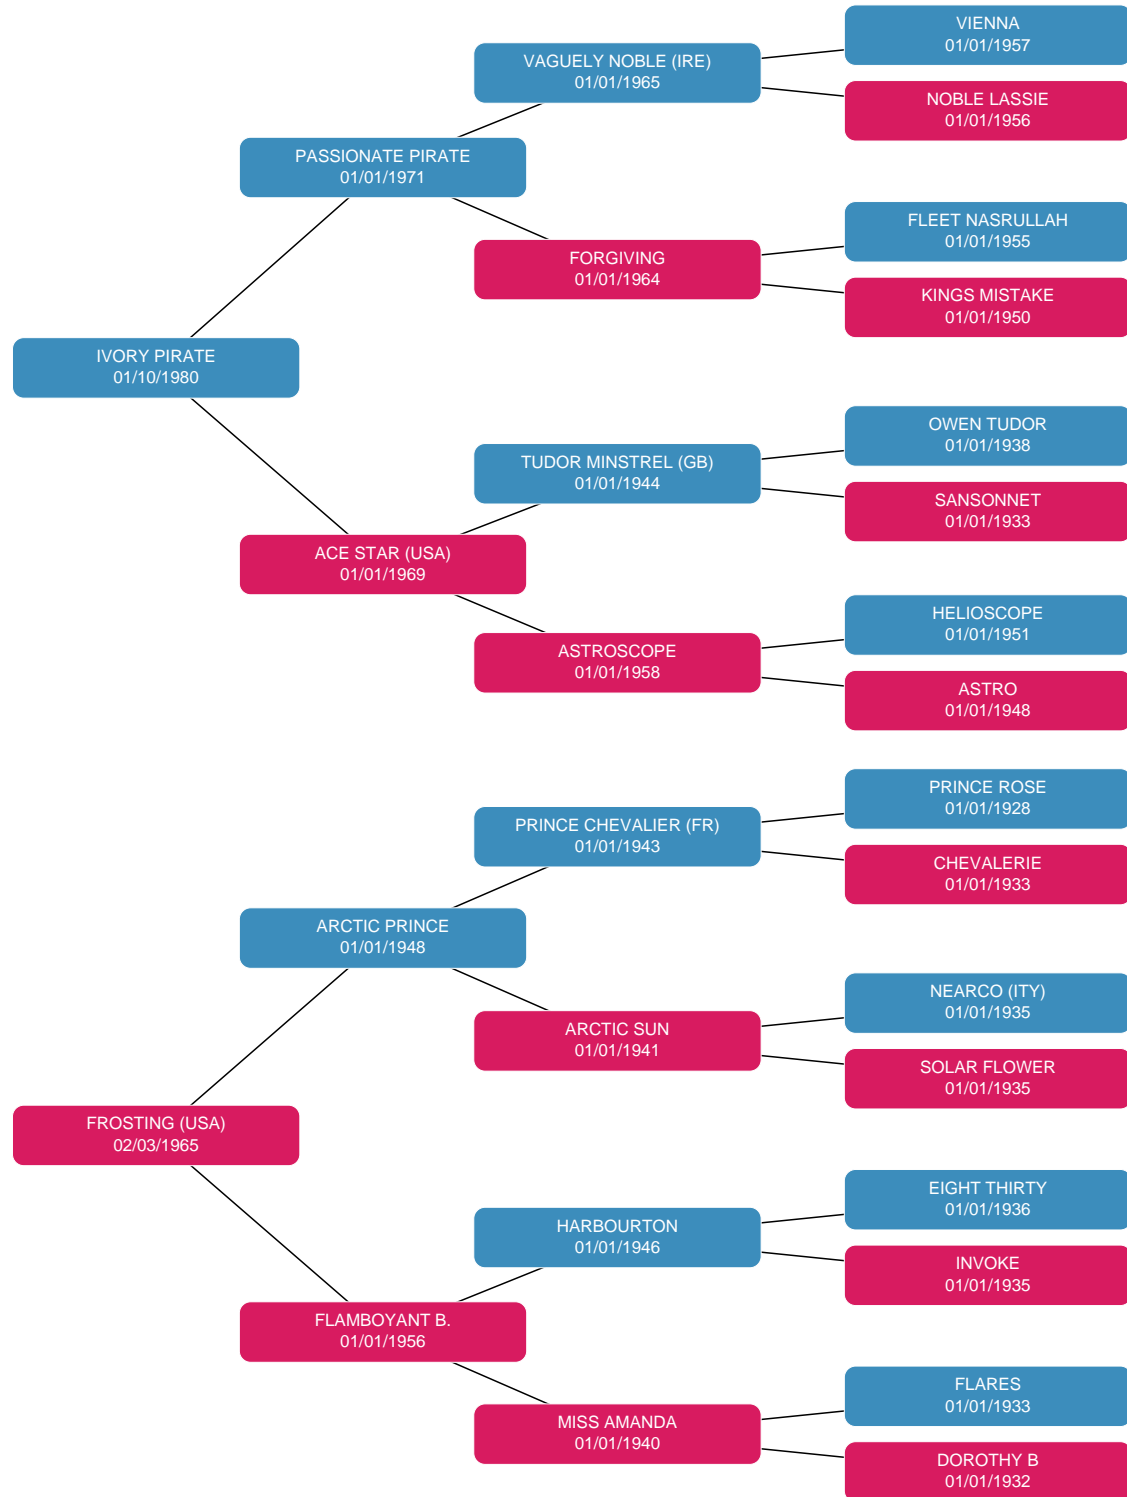 VIENNA
01/01/1957
VAGUELY NOBLE (IRE)
01/01/1965
NOBLE LASSIE
01/01/1956
PASSIONATE PIRATE
01/01/1971
FLEET NASRULLAH
01/01/1955
FORGIVING
01/01/1964
KINGS MISTAKE
01/01/1950
IVORY PIRATE
01/10/1980
OWEN TUDOR
01/01/1938
TUDOR MINSTREL (GB)
01/01/1944
SANSONNET
01/01/1933
ACE STAR (USA)
01/01/1969
HELIOSCOPE
01/01/1951
ASTROSCOPE
01/01/1958
ASTRO
01/01/1948
PRINCE ROSE
01/01/1928
PRINCE CHEVALIER (FR)
01/01/1943
CHEVALERIE
01/01/1933
ARCTIC PRINCE
01/01/1948
NEARCO (ITY)
01/01/1935
ARCTIC SUN
01/01/1941
SOLAR FLOWER
01/01/1935
FROSTING (USA)
02/03/1965
EIGHT THIRTY
01/01/1936
HARBOURTON
01/01/1946
INVOKE
01/01/1935
FLAMBOYANT B.
01/01/1956
FLARES
01/01/1933
MISS AMANDA
01/01/1940
DOROTHY B
01/01/1932